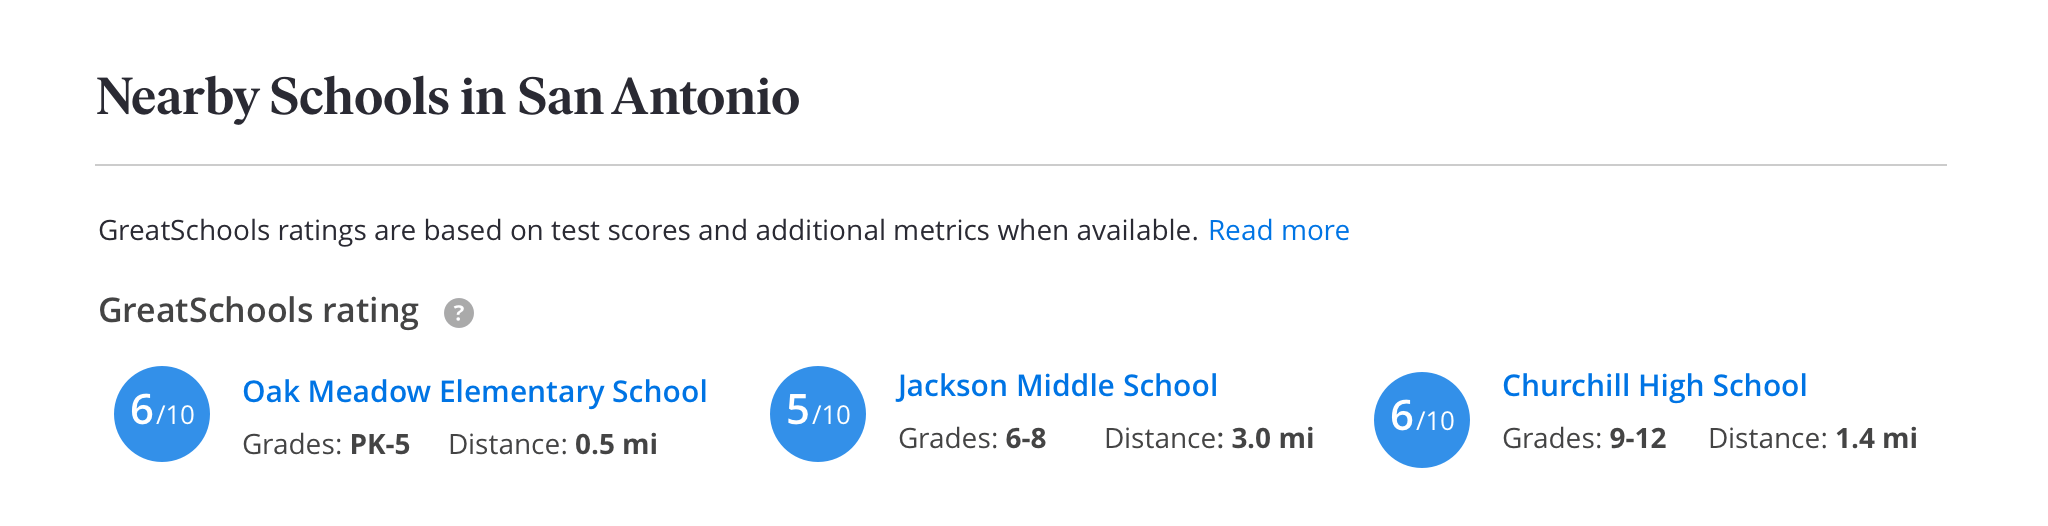 Nearby Schools in San Antonio
GreatSchools ratings are based on test scores and additional metrics when available. Read more
GreatSchools rating ?
6/10
Oak Meadow Elementary School
Grades: PK-5 Distance: 0.5 mi
5/10
Jackson Middle School
Grades: 6-8 Distance: 3.0 mi
6/10
Churchill High School
Grades: 9-12 Distance: 1.4 mi